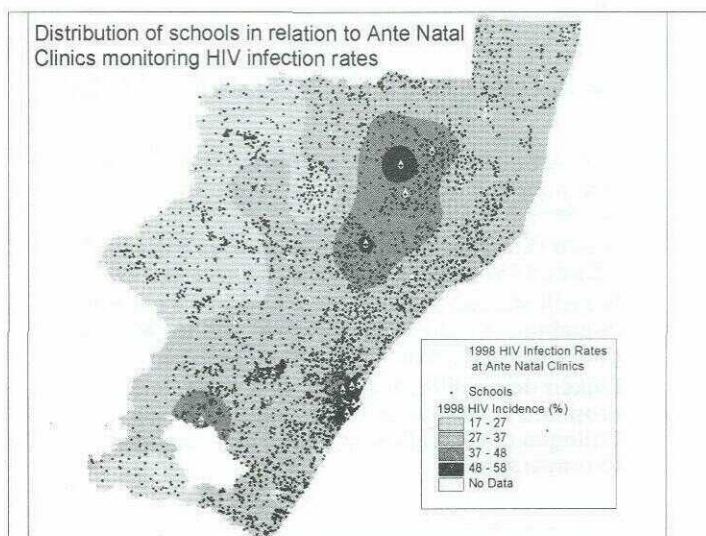 Distribution of schools in relation to Ante Natal
Clinics monitoring HIV infection rates
1998 HIV Infection Rates
at Ante Natal Clinics
Schools
1998 HIV Incidence (%)
17 - 27
27 - 37
37 - 48
48 - 58
No Data